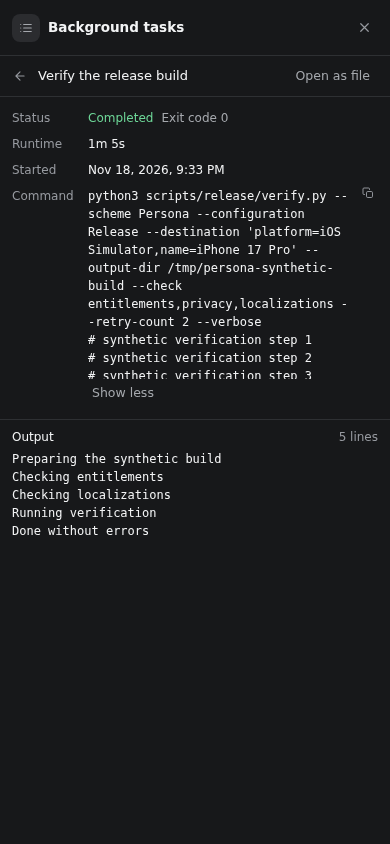 Background tasks
Verify the release build
Open as file
Status Completed Exit code 0
Runtime 1m 5s
Started Nov 18, 2026, 9:33 PM
Command python3 scripts/release/verify.py --
scheme Persona --configuration
Release --destination 'platform=iOS
Simulator,name=iPhone 17 Pro' --
output-dir /tmp/persona-synthetic-
build --check
entitlements,privacy,localizations -
-retry-count 2 --verbose
# synthetic verification step 1
# synthetic verification step 2
# synthetic verification step 3
Show less
Output 5 lines
Preparing the synthetic build
Checking entitlements
Checking localizations
Running verification
Done without errors